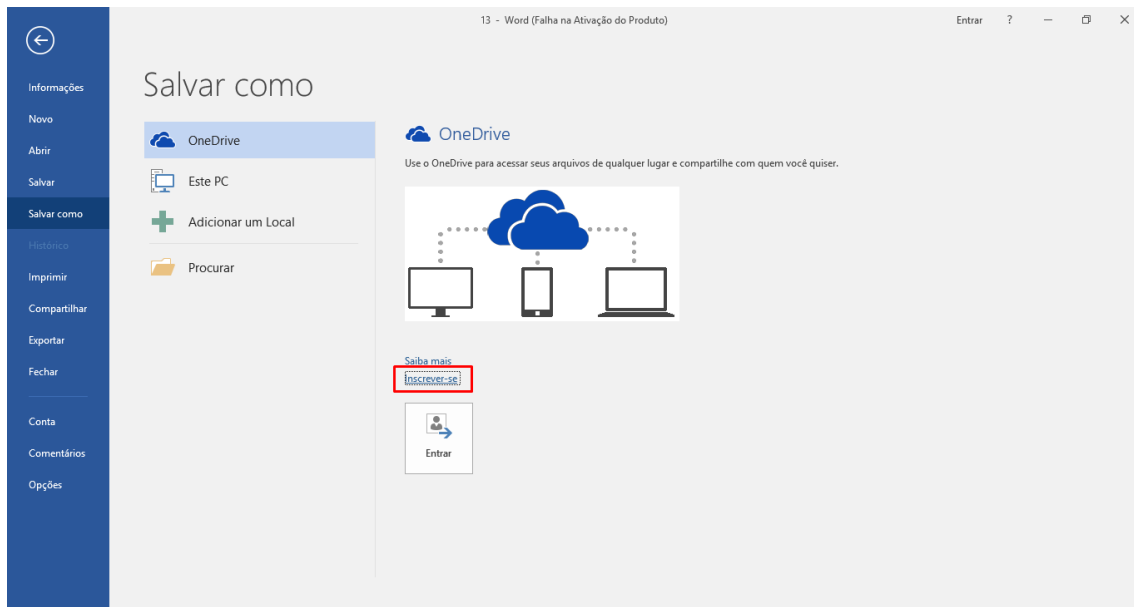 13 - Word (Falha na Ativação do Produto)
Entrar
?
Informações
Novo
Abrir
Salvar
Salvar como
Histórico
Imprimir
Compartilhar
Exportar
Fechar
Conta
Comentários
Opções
Salvar como
OneDrive
Este PC
Adicionar um Local
Procurar
OneDrive
Use o OneDrive para acessar seus arquivos de qualquer lugar e compartilhe com quem você quiser.
Saiba mais
Inscrever-se
Entrar